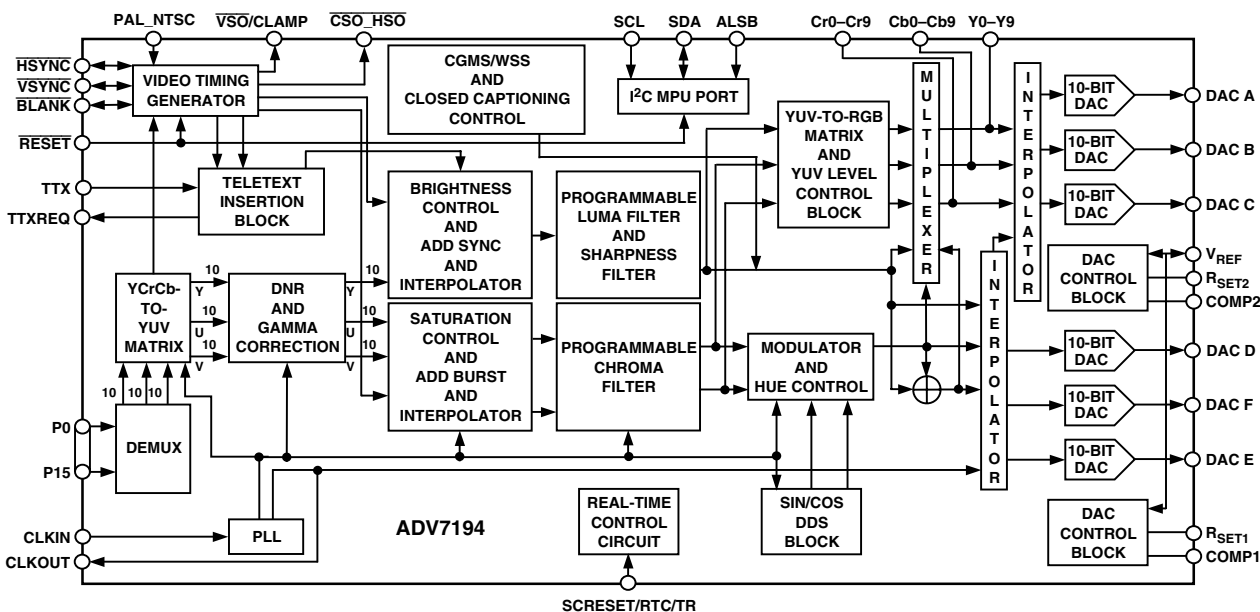 PAL_NTSC
VSO/CLAMP
CSO_HSO
SCL
SDA
ALSB
Cr0–Cr9
Cb0–Cb9
Y0–Y9
HSYNC
VSYNC
BLANK
RESET
TTX
TTXREQ
VIDEO TIMING
GENERATOR
CGMS/WSS
AND
CLOSED CAPTIONING
CONTROL
I2C MPU PORT
TELETEXT
INSERTION
BLOCK
BRIGHTNESS
CONTROL
AND
ADD SYNC
AND
INTERPOLATOR
PROGRAMMABLE
LUMA FILTER
AND
SHARPNESS
FILTER
YUV-TO-RGB
MATRIX
AND
YUV LEVEL
CONTROL
BLOCK
MULTIPLEXER
INTERPOLATOR
10-BIT
DAC
DAC A
10-BIT
DAC
DAC B
10-BIT
DAC
DAC C
DAC
CONTROL
BLOCK
VREF
RSET2
COMP2
YCrCb-
TO-
YUV
MATRIX
10
Y
10
U
10
V
DNR
AND
GAMMA
CORRECTION
10
Y
10
U
10
V
SATURATION
CONTROL
AND
ADD BURST
AND
INTERPOLATOR
PROGRAMMABLE
CHROMA
FILTER
MODULATOR
AND
HUE CONTROL
INTERPOLATOR
10-BIT
DAC
DAC D
10-BIT
DAC
DAC F
10-BIT
DAC
DAC E
10
10
10
P0
P15
DEMUX
CLKIN
CLKOUT
PLL
ADV7194
REAL-TIME
CONTROL
CIRCUIT
SIN/COS
DDS
BLOCK
DAC
CONTROL
BLOCK
RSET1
COMP1
SCRESET/RTC/TR